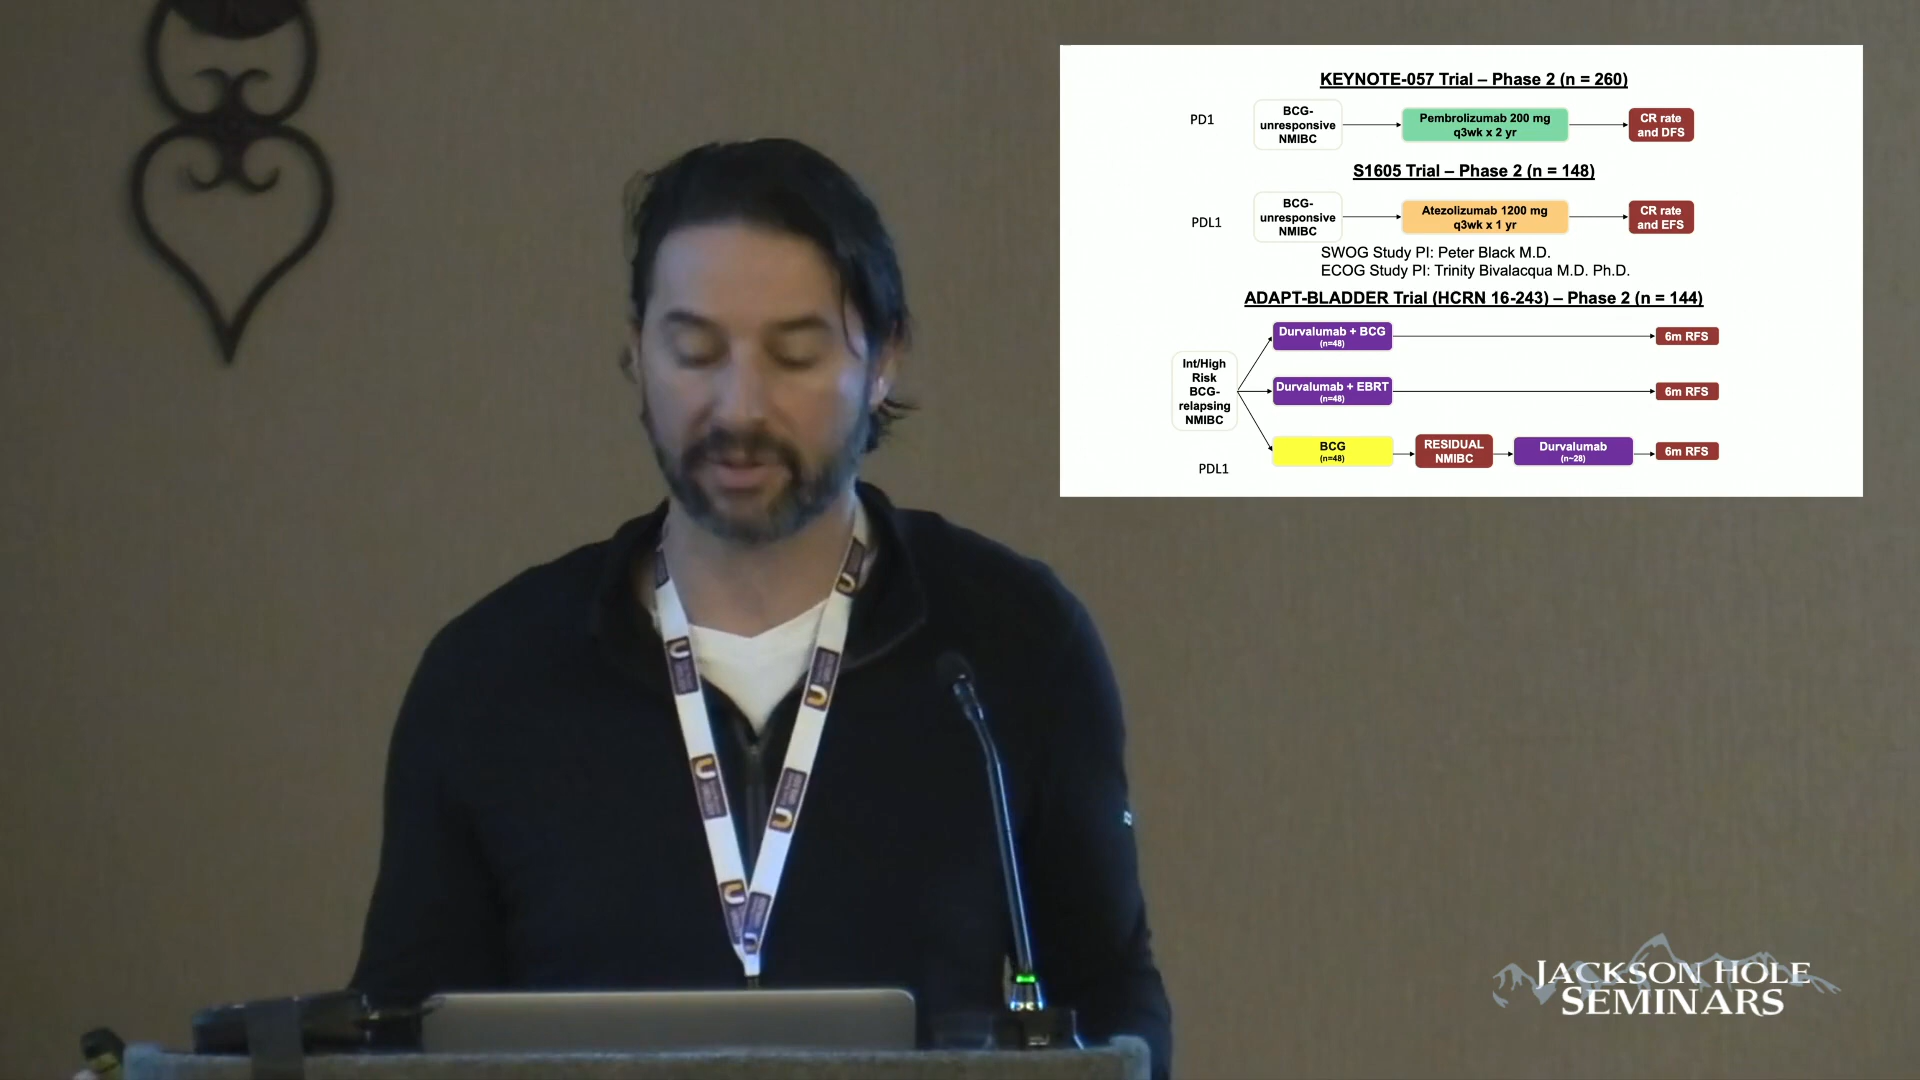 KEYNOTE-057 Trial – Phase 2 (n = 260)
PD1
BCG-
unresponsive
NMIBC
Pembrolizumab 200 mg
q3wk x 2 yr
CR rate
and DFS
S1605 Trial – Phase 2 (n = 148)
PDL1
BCG-
unresponsive
NMIBC
Atezolizumab 1200 mg
q3wk x 1 yr
CR rate
and EFS
SWOG Study PI: Peter Black M.D.
ECOG Study PI: Trinity Bivalacqua M.D. Ph.D.
ADAPT-BLADDER Trial (HCRN 16-243) – Phase 2 (n = 144)
Int/High
Risk
BCG-
relapsing
NMIBC
Durvalumab + BCG
(n=48)
6m RFS
Durvalumab + EBRT
(n=48)
6m RFS
BCG
(n=48)
RESIDUAL
NMIBC
Durvalumab
(n~28)
6m RFS
PDL1
JACKSON HOLE
SEMINARS